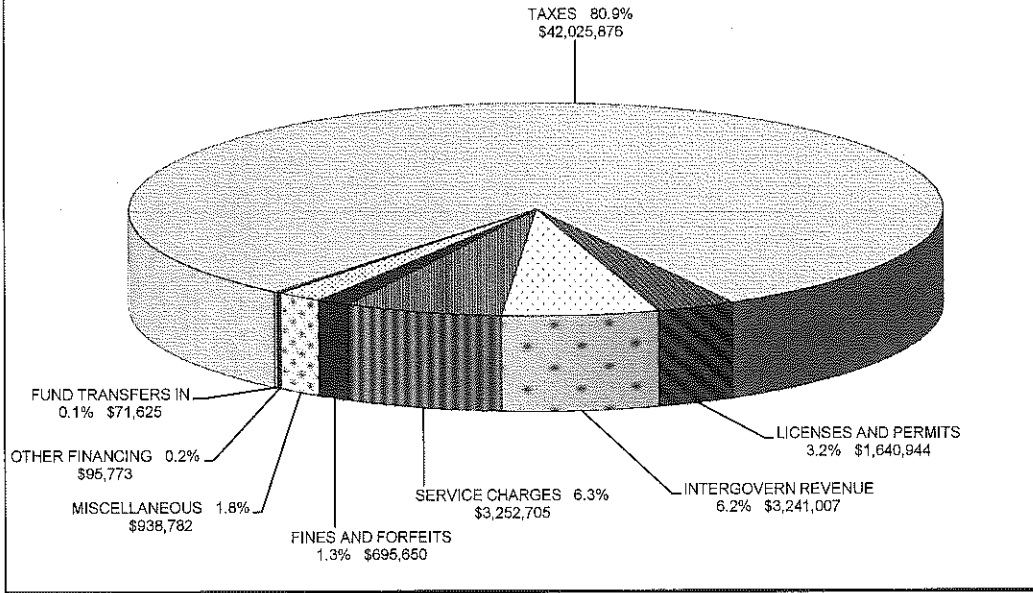 TAXES 80.9%
$42,025,876
FUND TRANSFERS IN
0.1% $71,625
OTHER FINANCING 0.2%
$95,773
MISCELLANEOUS 1.8%
$938,782
FINES AND FORFEITS
1.3% $695,650
SERVICE CHARGES 6.3%
$3,252,705
INTERGOVERN REVENUE
6.2% $3,241,007
LICENSES AND PERMITS
3.2% $1,640,944